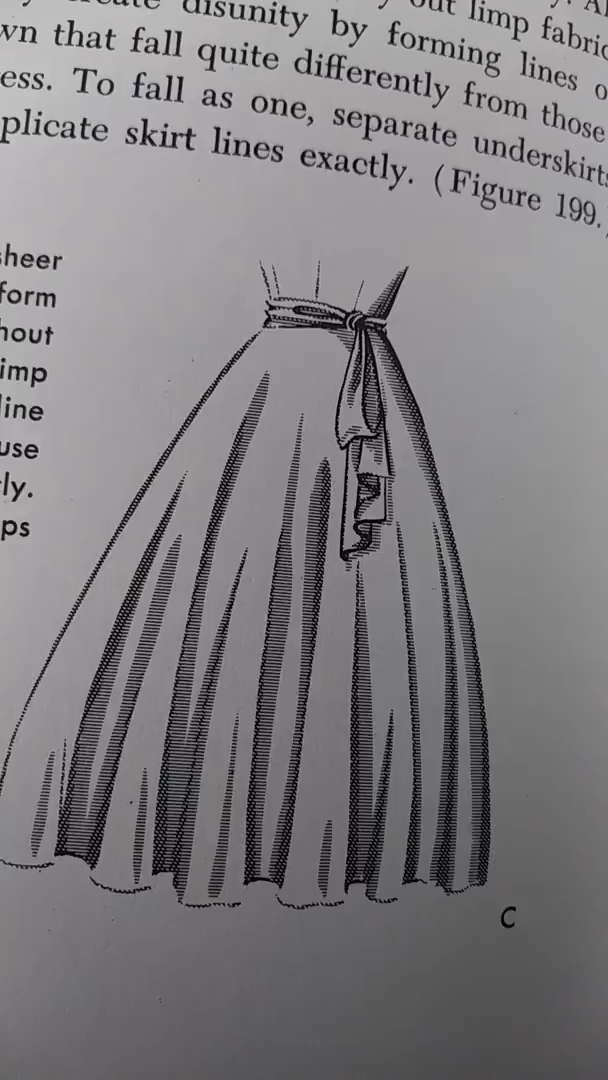 disunity by forming lines o
wn that fall quite differently from those
ess. To fall as one, separate underskirts
plicate skirt lines exactly. (Figure 199.)
heer
form
hout
imp
line
use
ly.
ps
C